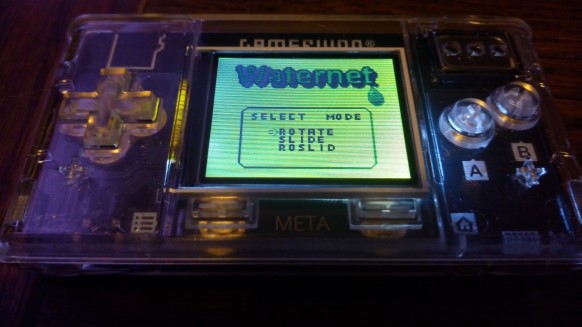 GAMEBUINO®
Waternet
SELECT MODE
ROTATE
SLIDE
ROSLID
META
A
B